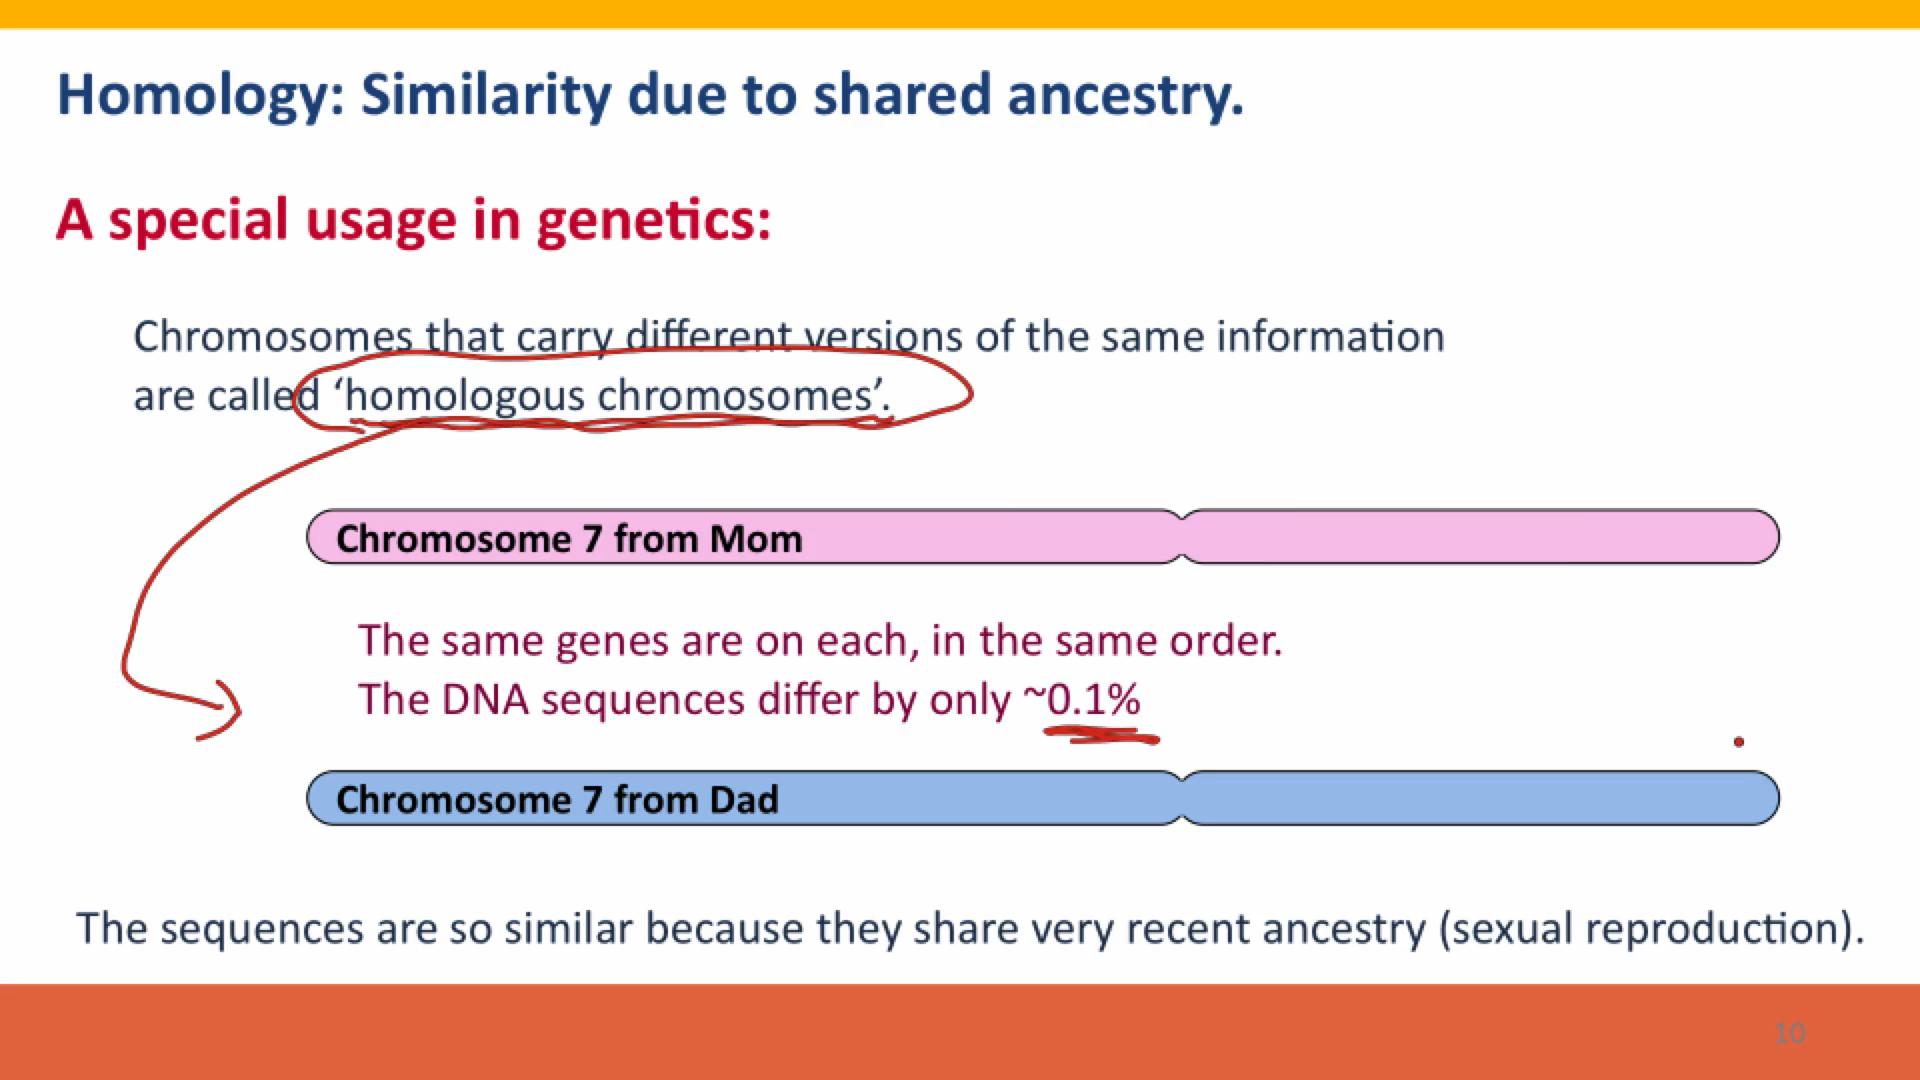 Homology: Similarity due to shared ancestry.
A special usage in genetics:
Chromosomes that carry different versions of the same information
are called ‘homologous chromosomes’.
Chromosome 7 from Mom
The same genes are on each, in the same order.
The DNA sequences differ by only ~0.1%
Chromosome 7 from Dad
The sequences are so similar because they share very recent ancestry (sexual reproduction).
10